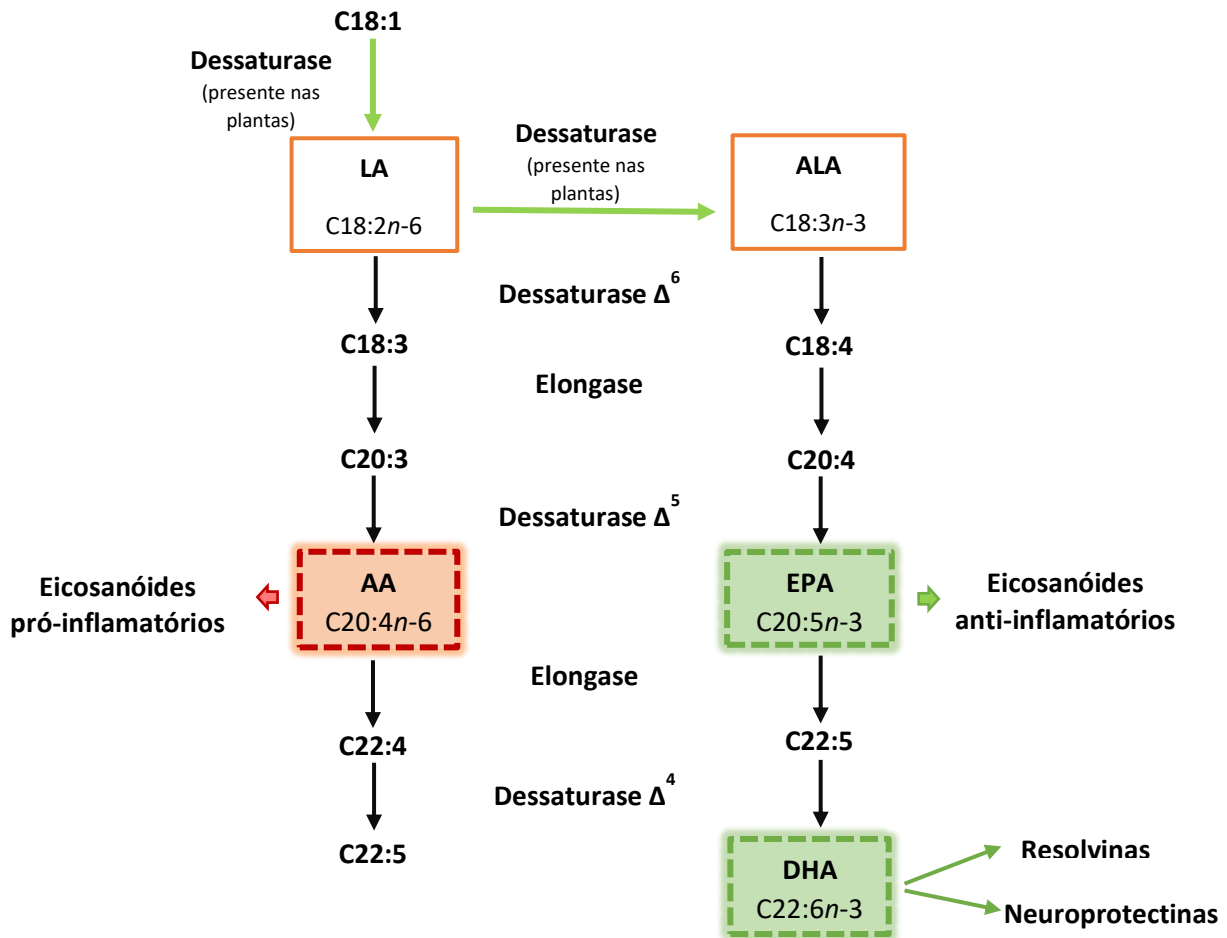 C18:1
Dessaturase
(presente nas
plantas)
Dessaturase
(presente nas
plantas)
LA
C18:2n-6
ALA
C18:3n-3
Dessaturase Δ⁶
C18:3
C18:4
Elongase
C20:3
C20:4
Dessaturase Δ⁵
Eicosanóides
pró-inflamatórios
AA
C20:4n-6
EPA
C20:5n-3
Eicosanóides
anti-inflamatórios
Elongase
C22:4
C22:5
Dessaturase Δ⁴
C22:5
DHA
C22:6n-3
Resolvinas
Neuroprotectinas